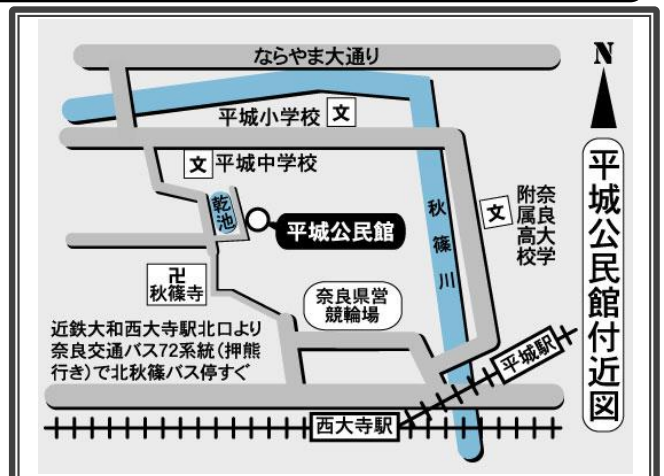 ならやま大通り
N
平城小学校 文
文 平城中学校
乾池
平城公民館
秋篠川
文
奈良大学
附属高校
平城公民館付近図
卍
秋篠寺
奈良県営
競輪場
近鉄大和西大寺駅北口より
奈良交通バス72系統(押熊
行き)で北秋篠バス停すぐ
平城駅
西大寺駅